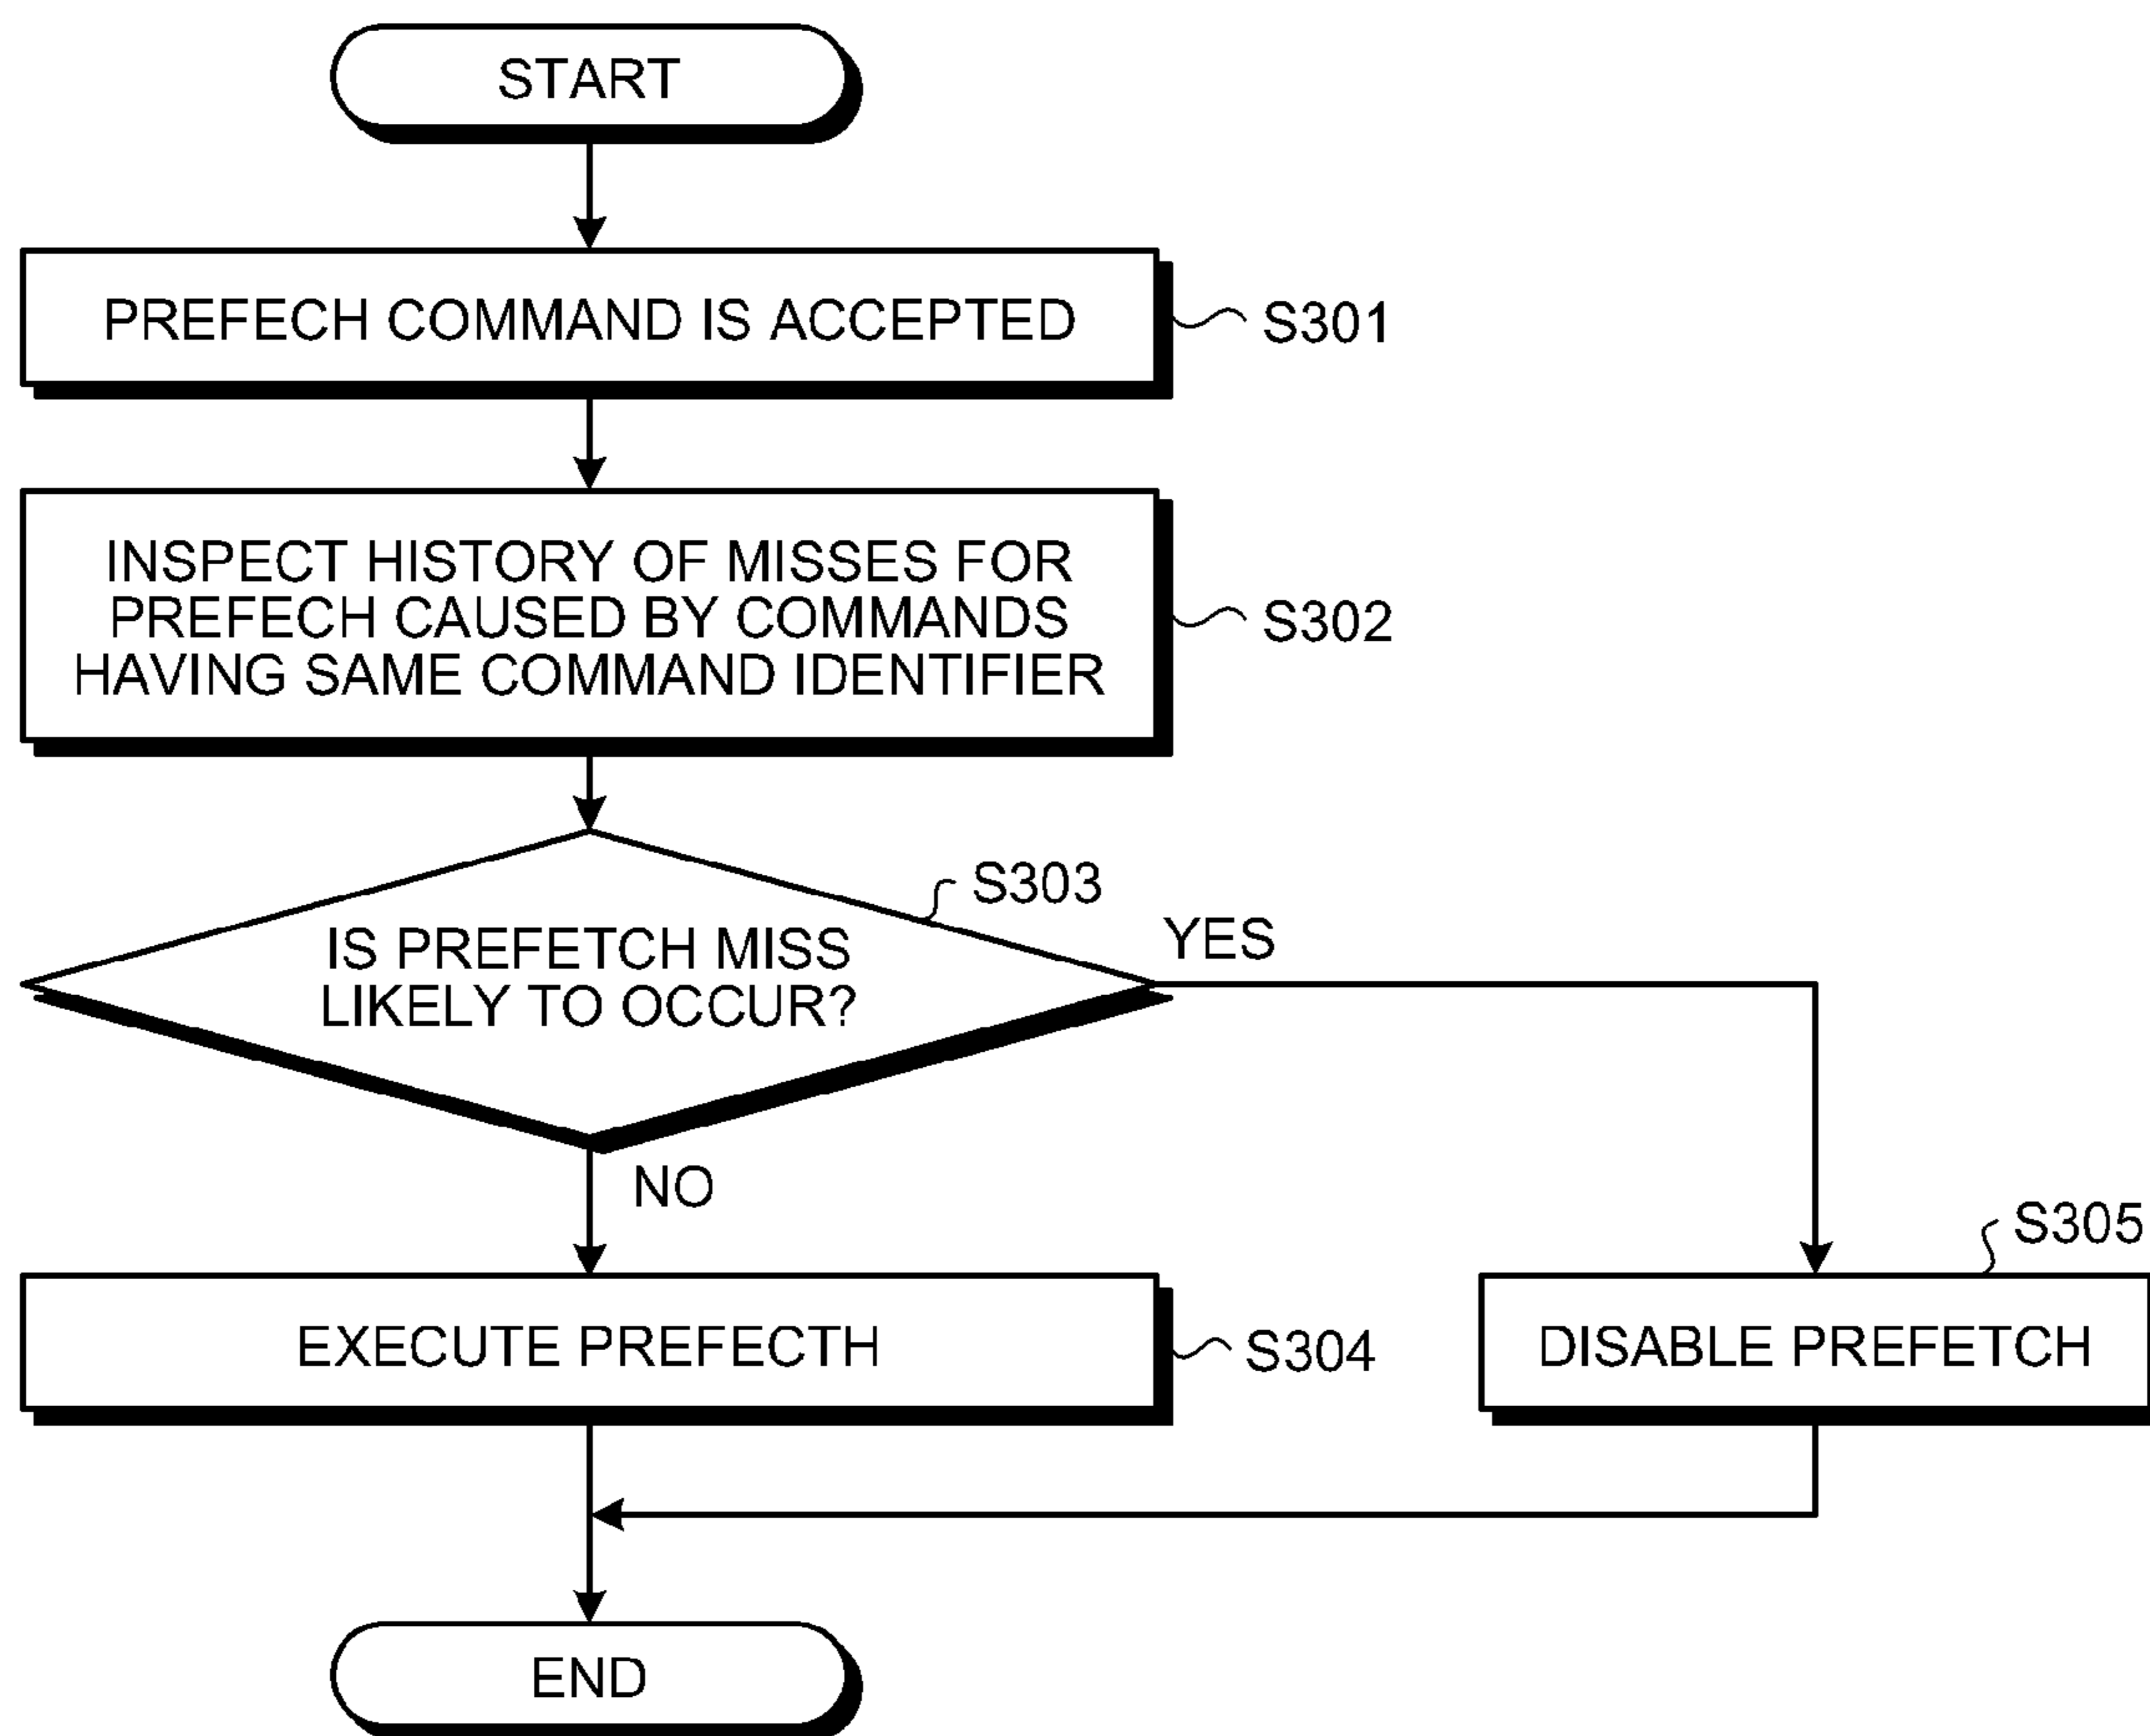 START
PREFECH COMMAND IS ACCEPTED
S301
INSPECT HISTORY OF MISSES FOR
PREFECH CAUSED BY COMMANDS
HAVING SAME COMMAND IDENTIFIER
S302
S303
IS PREFETCH MISS
LIKELY TO OCCUR?
YES
NO
EXECUTE PREFECTH
S304
S305
DISABLE PREFETCH
END